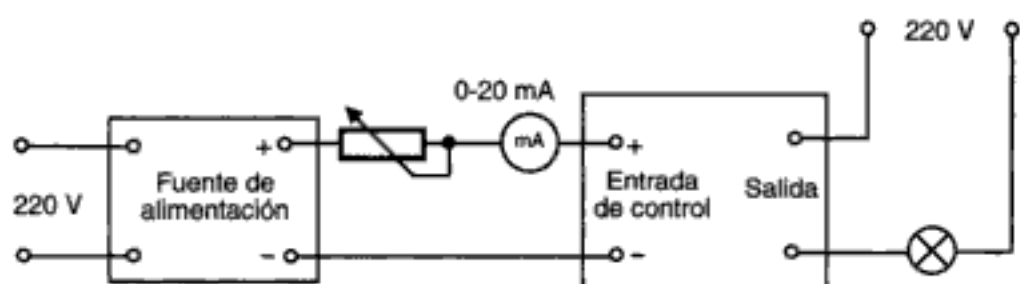 220 V
0-20 mA
mA
+
+
Fuente de
alimentación
Entrada
de control
Salida
220 V
-
-